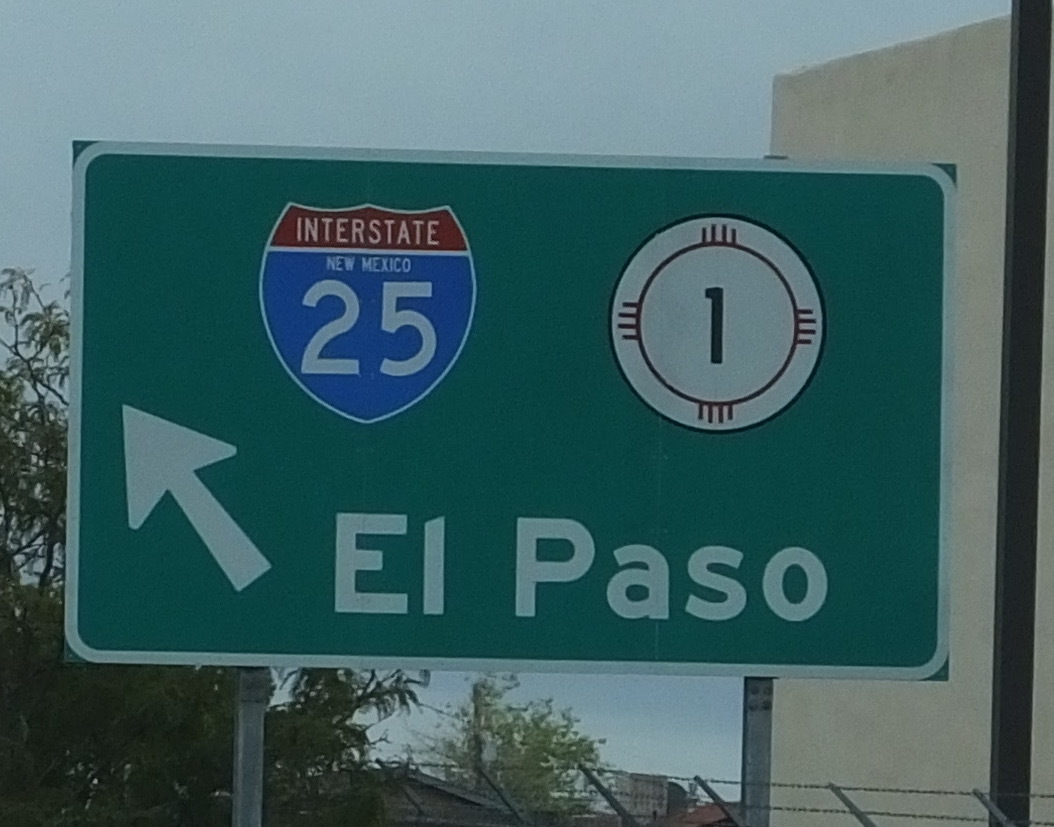 INTERSTATE
NEW MEXICO
25
1
El Paso